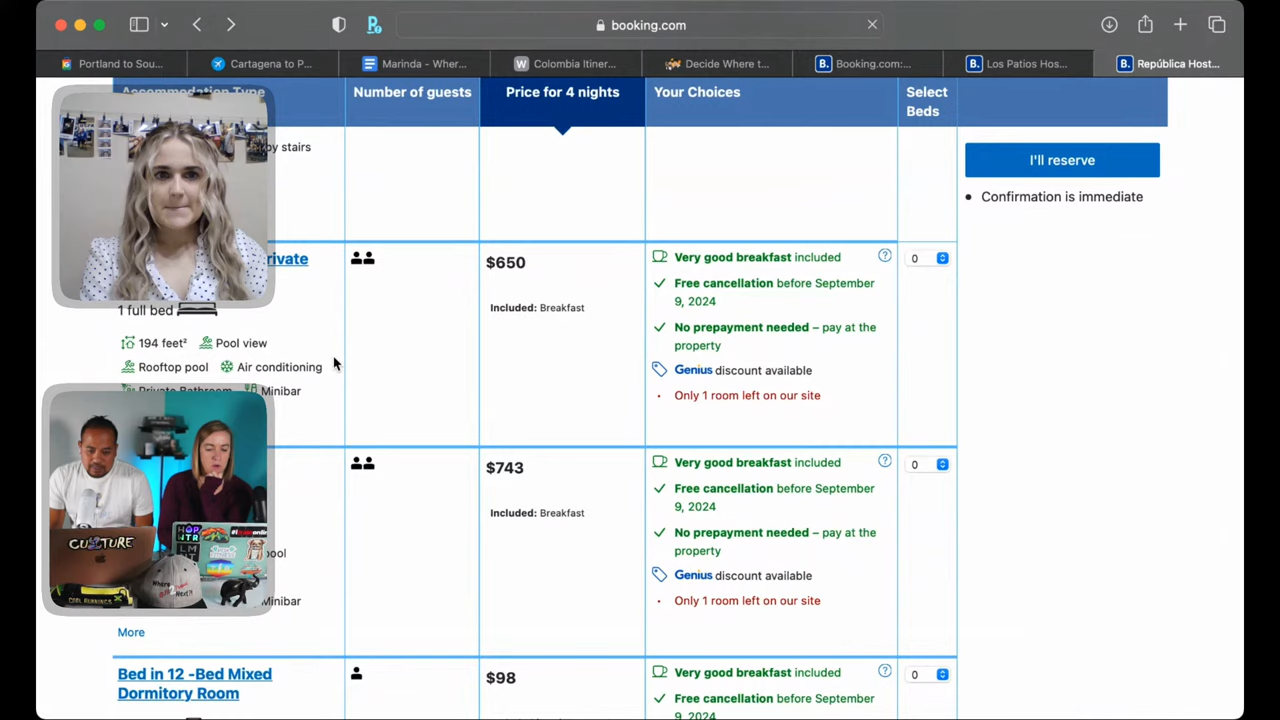 booking.com
Portland to Sou...
Cartagena to P...
Marinda - Wher...
Colombia Itiner...
Decide Where t...
Booking.com:...
Los Patios Hos...
República Host...
Accommodation Type
Number of guests
Price for 4 nights
Your Choices
Select
Beds
by stairs
I'll reserve
• Confirmation is immediate
rivate
1 full bed
194 feet² Pool view
Rooftop pool Air conditioning
Private Bathroom Minibar
$650
Included: Breakfast
Very good breakfast included
Free cancellation before September
9, 2024
No prepayment needed – pay at the
property
Genius discount available
• Only 1 room left on our site
0
$743
Included: Breakfast
Very good breakfast included
Free cancellation before September
9, 2024
No prepayment needed – pay at the
property
Genius discount available
• Only 1 room left on our site
0
pool
Minibar
More
CULTURE
Bed in 12 -Bed Mixed
Dormitory Room
$98
Very good breakfast included
Free cancellation before September
9, 2024
0